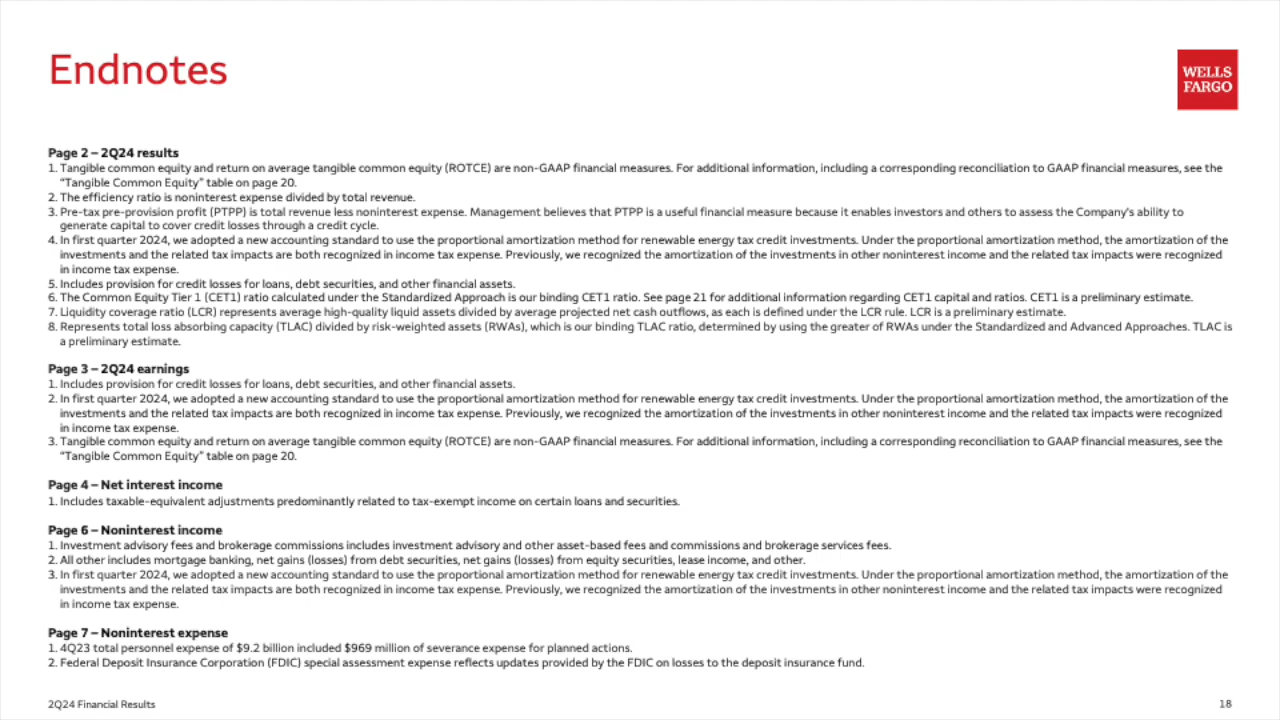 Endnotes
WELLS
FARGO
Page 2 – 2Q24 results
1. Tangible common equity and return on average tangible common equity (ROTCE) are non-GAAP financial measures. For additional information, including a corresponding reconciliation to GAAP financial measures, see the
“Tangible Common Equity” table on page 20.
2. The efficiency ratio is noninterest expense divided by total revenue.
3. Pre-tax pre-provision profit (PTPP) is total revenue less noninterest expense. Management believes that PTPP is a useful financial measure because it enables investors and others to assess the Company's ability to
generate capital to cover credit losses through a credit cycle.
4. In first quarter 2024, we adopted a new accounting standard to use the proportional amortization method for renewable energy tax credit investments. Under the proportional amortization method, the amortization of the
investments and the related tax impacts are both recognized in income tax expense. Previously, we recognized the amortization of the investments in other noninterest income and the related tax impacts were recognized
in income tax expense.
5. Includes provision for credit losses for loans, debt securities, and other financial assets.
6. The Common Equity Tier 1 (CET1) ratio calculated under the Standardized Approach is our binding CET1 ratio. See page 21 for additional information regarding CET1 capital and ratios. CET1 is a preliminary estimate.
7. Liquidity coverage ratio (LCR) represents average high-quality liquid assets divided by average projected net cash outflows, as each is defined under the LCR rule. LCR is a preliminary estimate.
8. Represents total loss absorbing capacity (TLAC) divided by risk-weighted assets (RWAs), which is our binding TLAC ratio, determined by using the greater of RWAs under the Standardized and Advanced Approaches. TLAC is
a preliminary estimate.
Page 3 – 2Q24 earnings
1. Includes provision for credit losses for loans, debt securities, and other financial assets.
2. In first quarter 2024, we adopted a new accounting standard to use the proportional amortization method for renewable energy tax credit investments. Under the proportional amortization method, the amortization of the
investments and the related tax impacts are both recognized in income tax expense. Previously, we recognized the amortization of the investments in other noninterest income and the related tax impacts were recognized
in income tax expense.
3. Tangible common equity and return on average tangible common equity (ROTCE) are non-GAAP financial measures. For additional information, including a corresponding reconciliation to GAAP financial measures, see the
“Tangible Common Equity” table on page 20.
Page 4 – Net interest income
1. Includes taxable-equivalent adjustments predominantly related to tax-exempt income on certain loans and securities.
Page 6 – Noninterest income
1. Investment advisory fees and brokerage commissions includes investment advisory and other asset-based fees and commissions and brokerage services fees.
2. All other includes mortgage banking, net gains (losses) from debt securities, net gains (losses) from equity securities, lease income, and other.
3. In first quarter 2024, we adopted a new accounting standard to use the proportional amortization method for renewable energy tax credit investments. Under the proportional amortization method, the amortization of the
investments and the related tax impacts are both recognized in income tax expense. Previously, we recognized the amortization of the investments in other noninterest income and the related tax impacts were recognized
in income tax expense.
Page 7 – Noninterest expense
1. 4Q23 total personnel expense of $9.2 billion included $969 million of severance expense for planned actions.
2. Federal Deposit Insurance Corporation (FDIC) special assessment expense reflects updates provided by the FDIC on losses to the deposit insurance fund.
2Q24 Financial Results
18